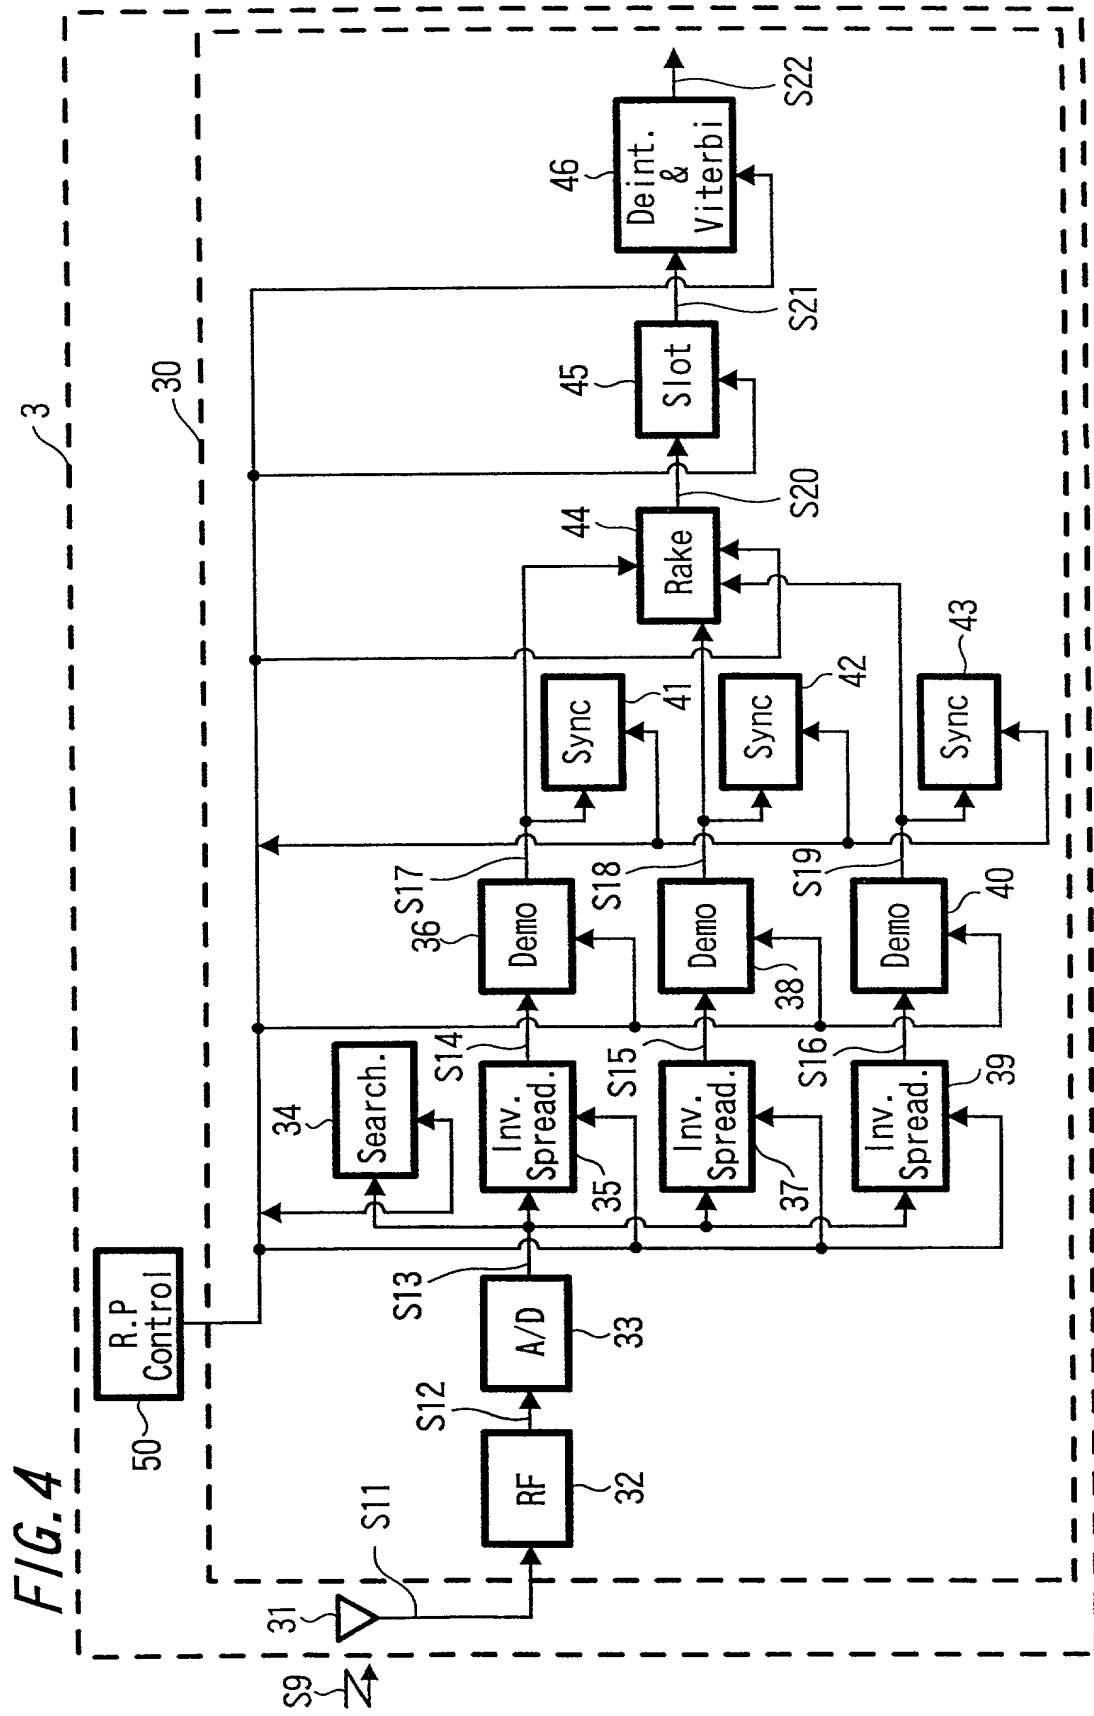 FIG. 4
3
30
50
R.P
Control
S9
31
S11
32
RF
S12
33
A/D
S13
34
Search.
35
Inv.
Spread.
S14
36
Demo
S17
41
Sync
37
Inv.
Spread.
S15
38
Demo
S18
42
Sync
39
Inv.
Spread.
S16
40
Demo
S19
43
Sync
44
Rake
S20
45
Slot
S21
46
Deint.
&
Viterbi
S22